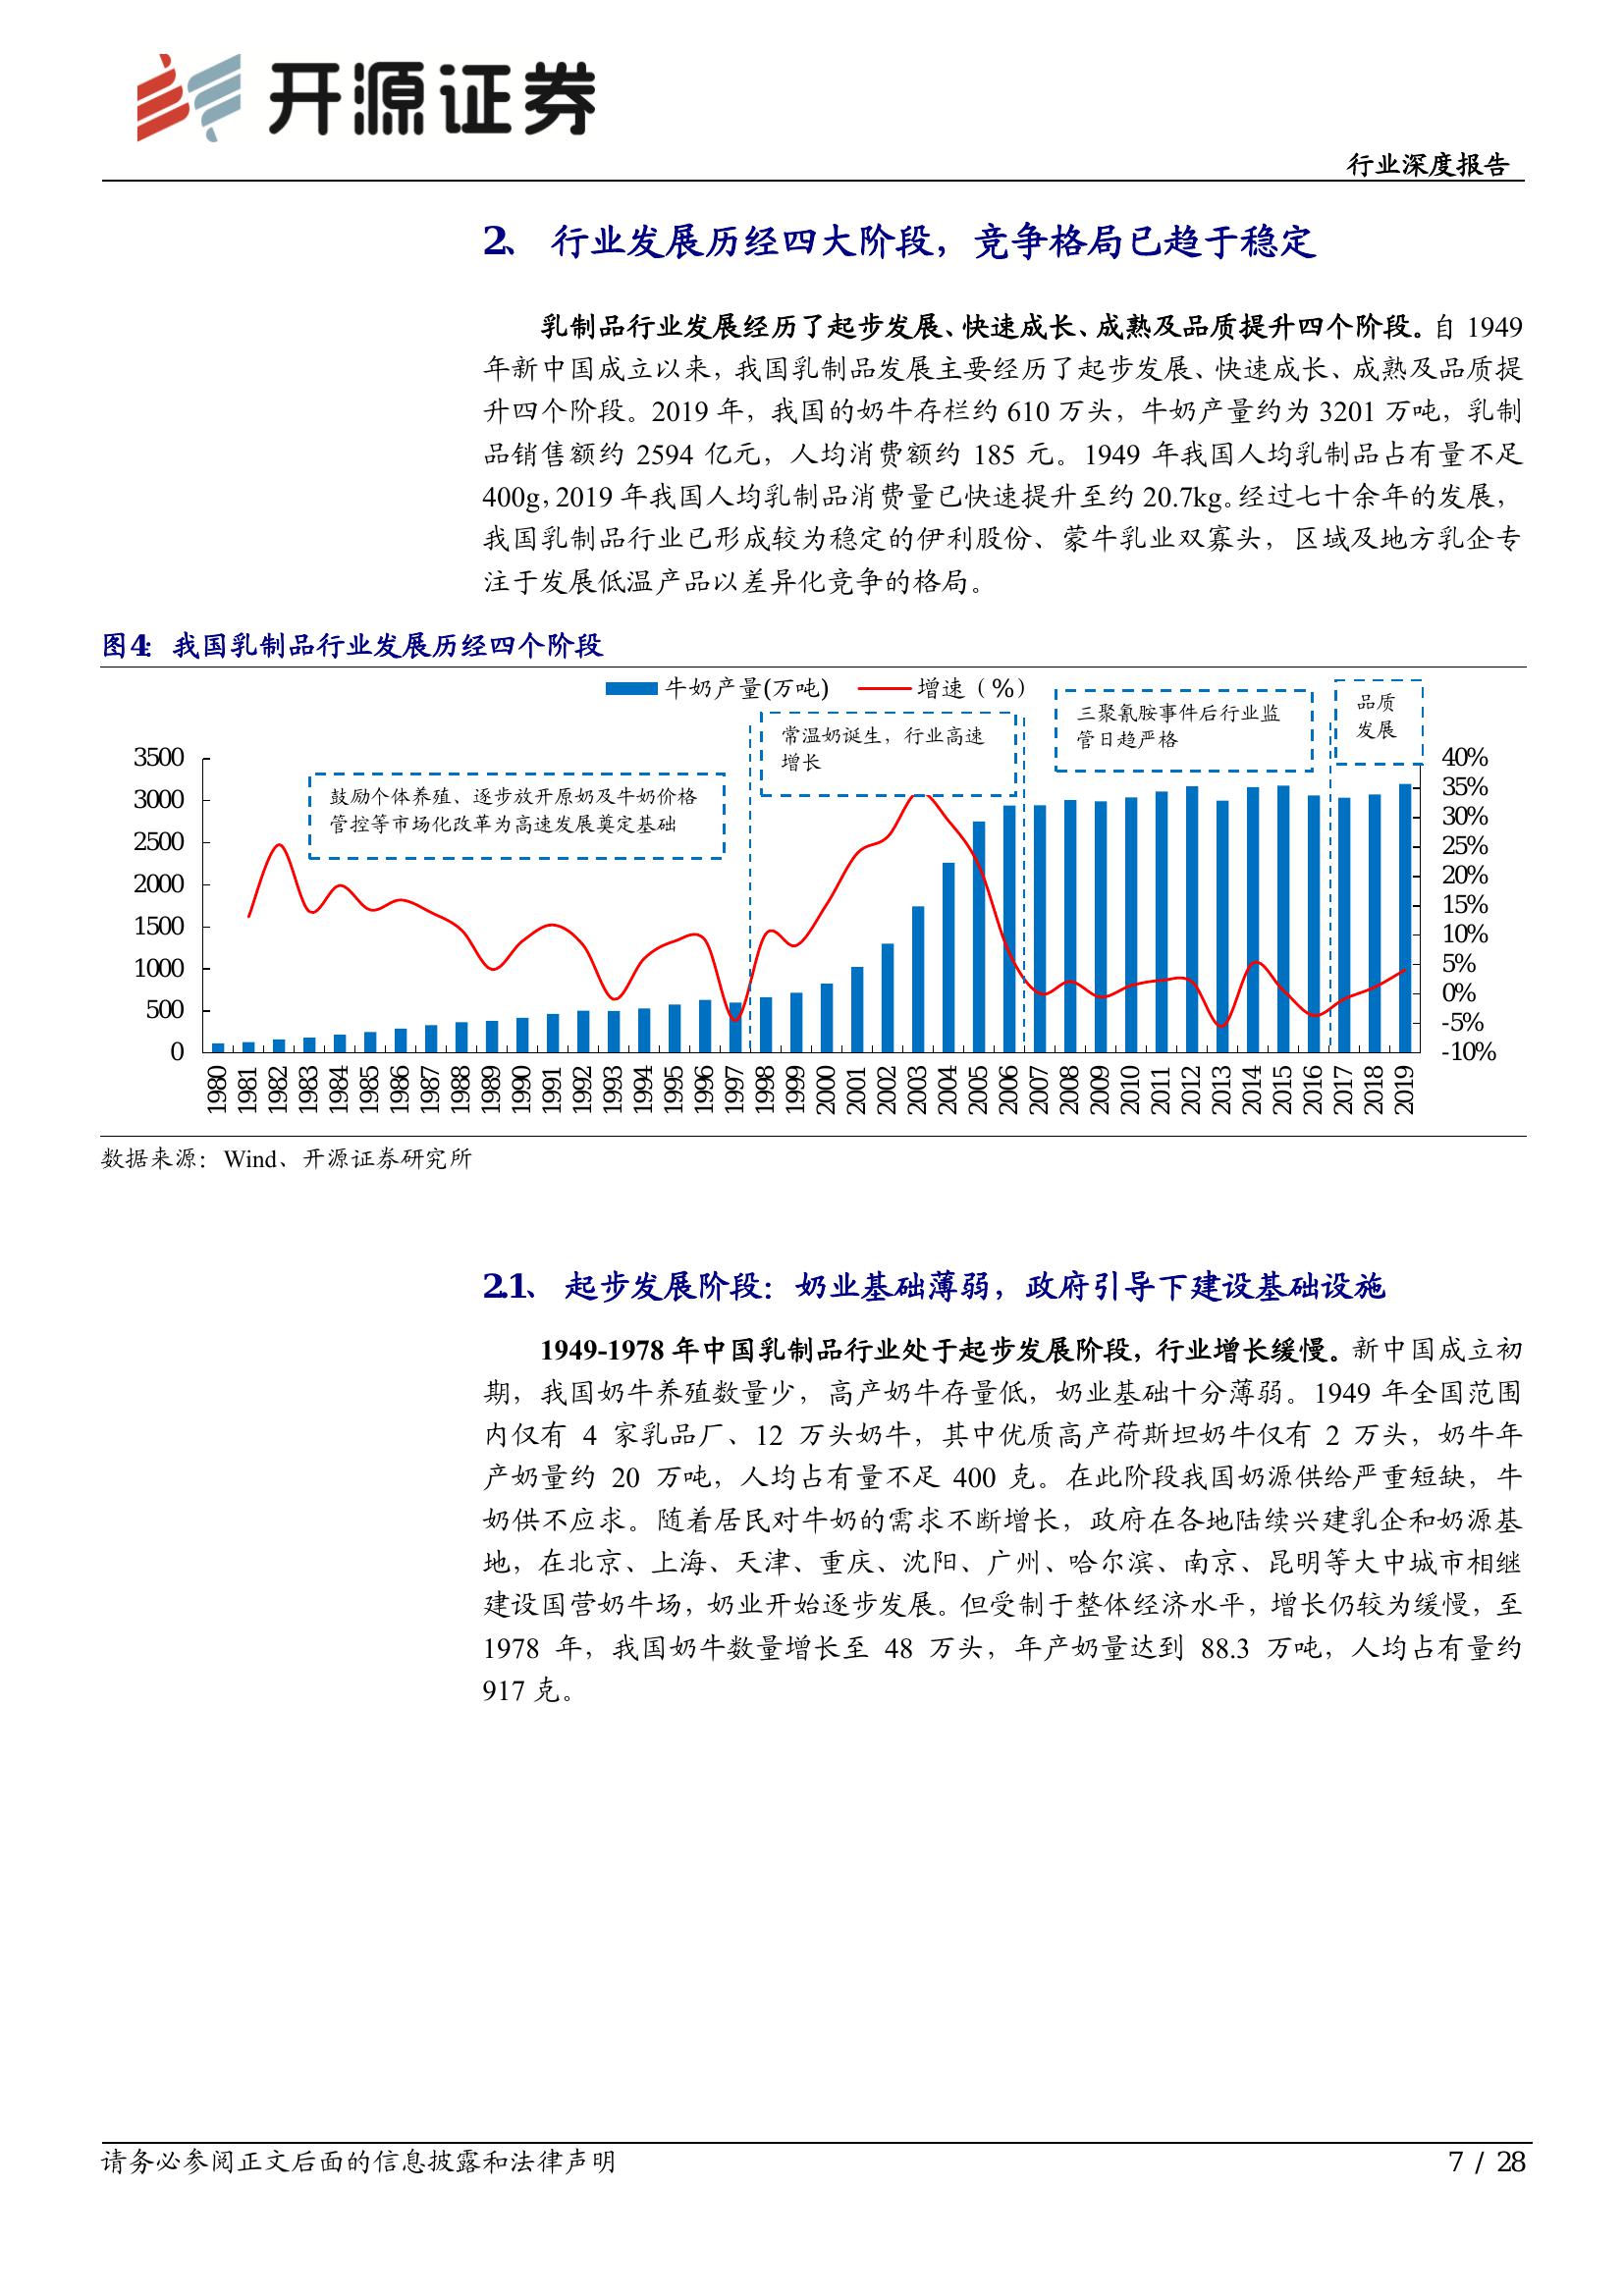 开源证券
行业深度报告
2、 行业发展历经四大阶段，竞争格局已趋于稳定
乳制品行业发展经历了起步发展、快速成长、成熟及品质提升四个阶段。自 1949
年新中国成立以来，我国乳制品发展主要经历了起步发展、快速成长、成熟及品质提
升四个阶段。2019 年，我国的奶牛存栏约 610 万头，牛奶产量约为 3201 万吨，乳制
品销售额约 2594 亿元，人均消费额约 185 元。1949 年我国人均乳制品占有量不足
400g，2019 年我国人均乳制品消费量已快速提升至约 20.7kg。经过七十余年的发展，
我国乳制品行业已形成较为稳定的伊利股份、蒙牛乳业双寡头，区域及地方乳企专
注于发展低温产品以差异化竞争的格局。
图4： 我国乳制品行业发展历经四个阶段
牛奶产量(万吨) 增速（%）
鼓励个体养殖、逐步放开原奶及牛奶价格
管控等市场化改革为高速发展奠定基础
常温奶诞生，行业高速
增长
三聚氰胺事件后行业监
管日趋严格
品质
发展
3500
3000
2500
2000
1500
1000
500
0
40%
35%
30%
25%
20%
15%
10%
5%
0%
-5%
-10%
1980 1981 1982 1983 1984 1985 1986 1987 1988 1989 1990 1991 1992 1993 1994 1995 1996 1997 1998 1999 2000 2001 2002 2003 2004 2005 2006 2007 2008 2009 2010 2011 2012 2013 2014 2015 2016 2017 2018 2019
数据来源：Wind、开源证券研究所
2.1、 起步发展阶段：奶业基础薄弱，政府引导下建设基础设施
1949-1978 年中国乳制品行业处于起步发展阶段，行业增长缓慢。新中国成立初
期，我国奶牛养殖数量少，高产奶牛存量低，奶业基础十分薄弱。1949 年全国范围
内仅有 4 家乳品厂、12 万头奶牛，其中优质高产荷斯坦奶牛仅有 2 万头，奶牛年
产奶量约 20 万吨，人均占有量不足 400 克。在此阶段我国奶源供给严重短缺，牛
奶供不应求。随着居民对牛奶的需求不断增长，政府在各地陆续兴建乳企和奶源基
地，在北京、上海、天津、重庆、沈阳、广州、哈尔滨、南京、昆明等大中城市相继
建设国营奶牛场，奶业开始逐步发展。但受制于整体经济水平，增长仍较为缓慢，至
1978 年，我国奶牛数量增长至 48 万头，年产奶量达到 88.3 万吨，人均占有量约
917 克。
请务必参阅正文后面的信息披露和法律声明
7 / 28